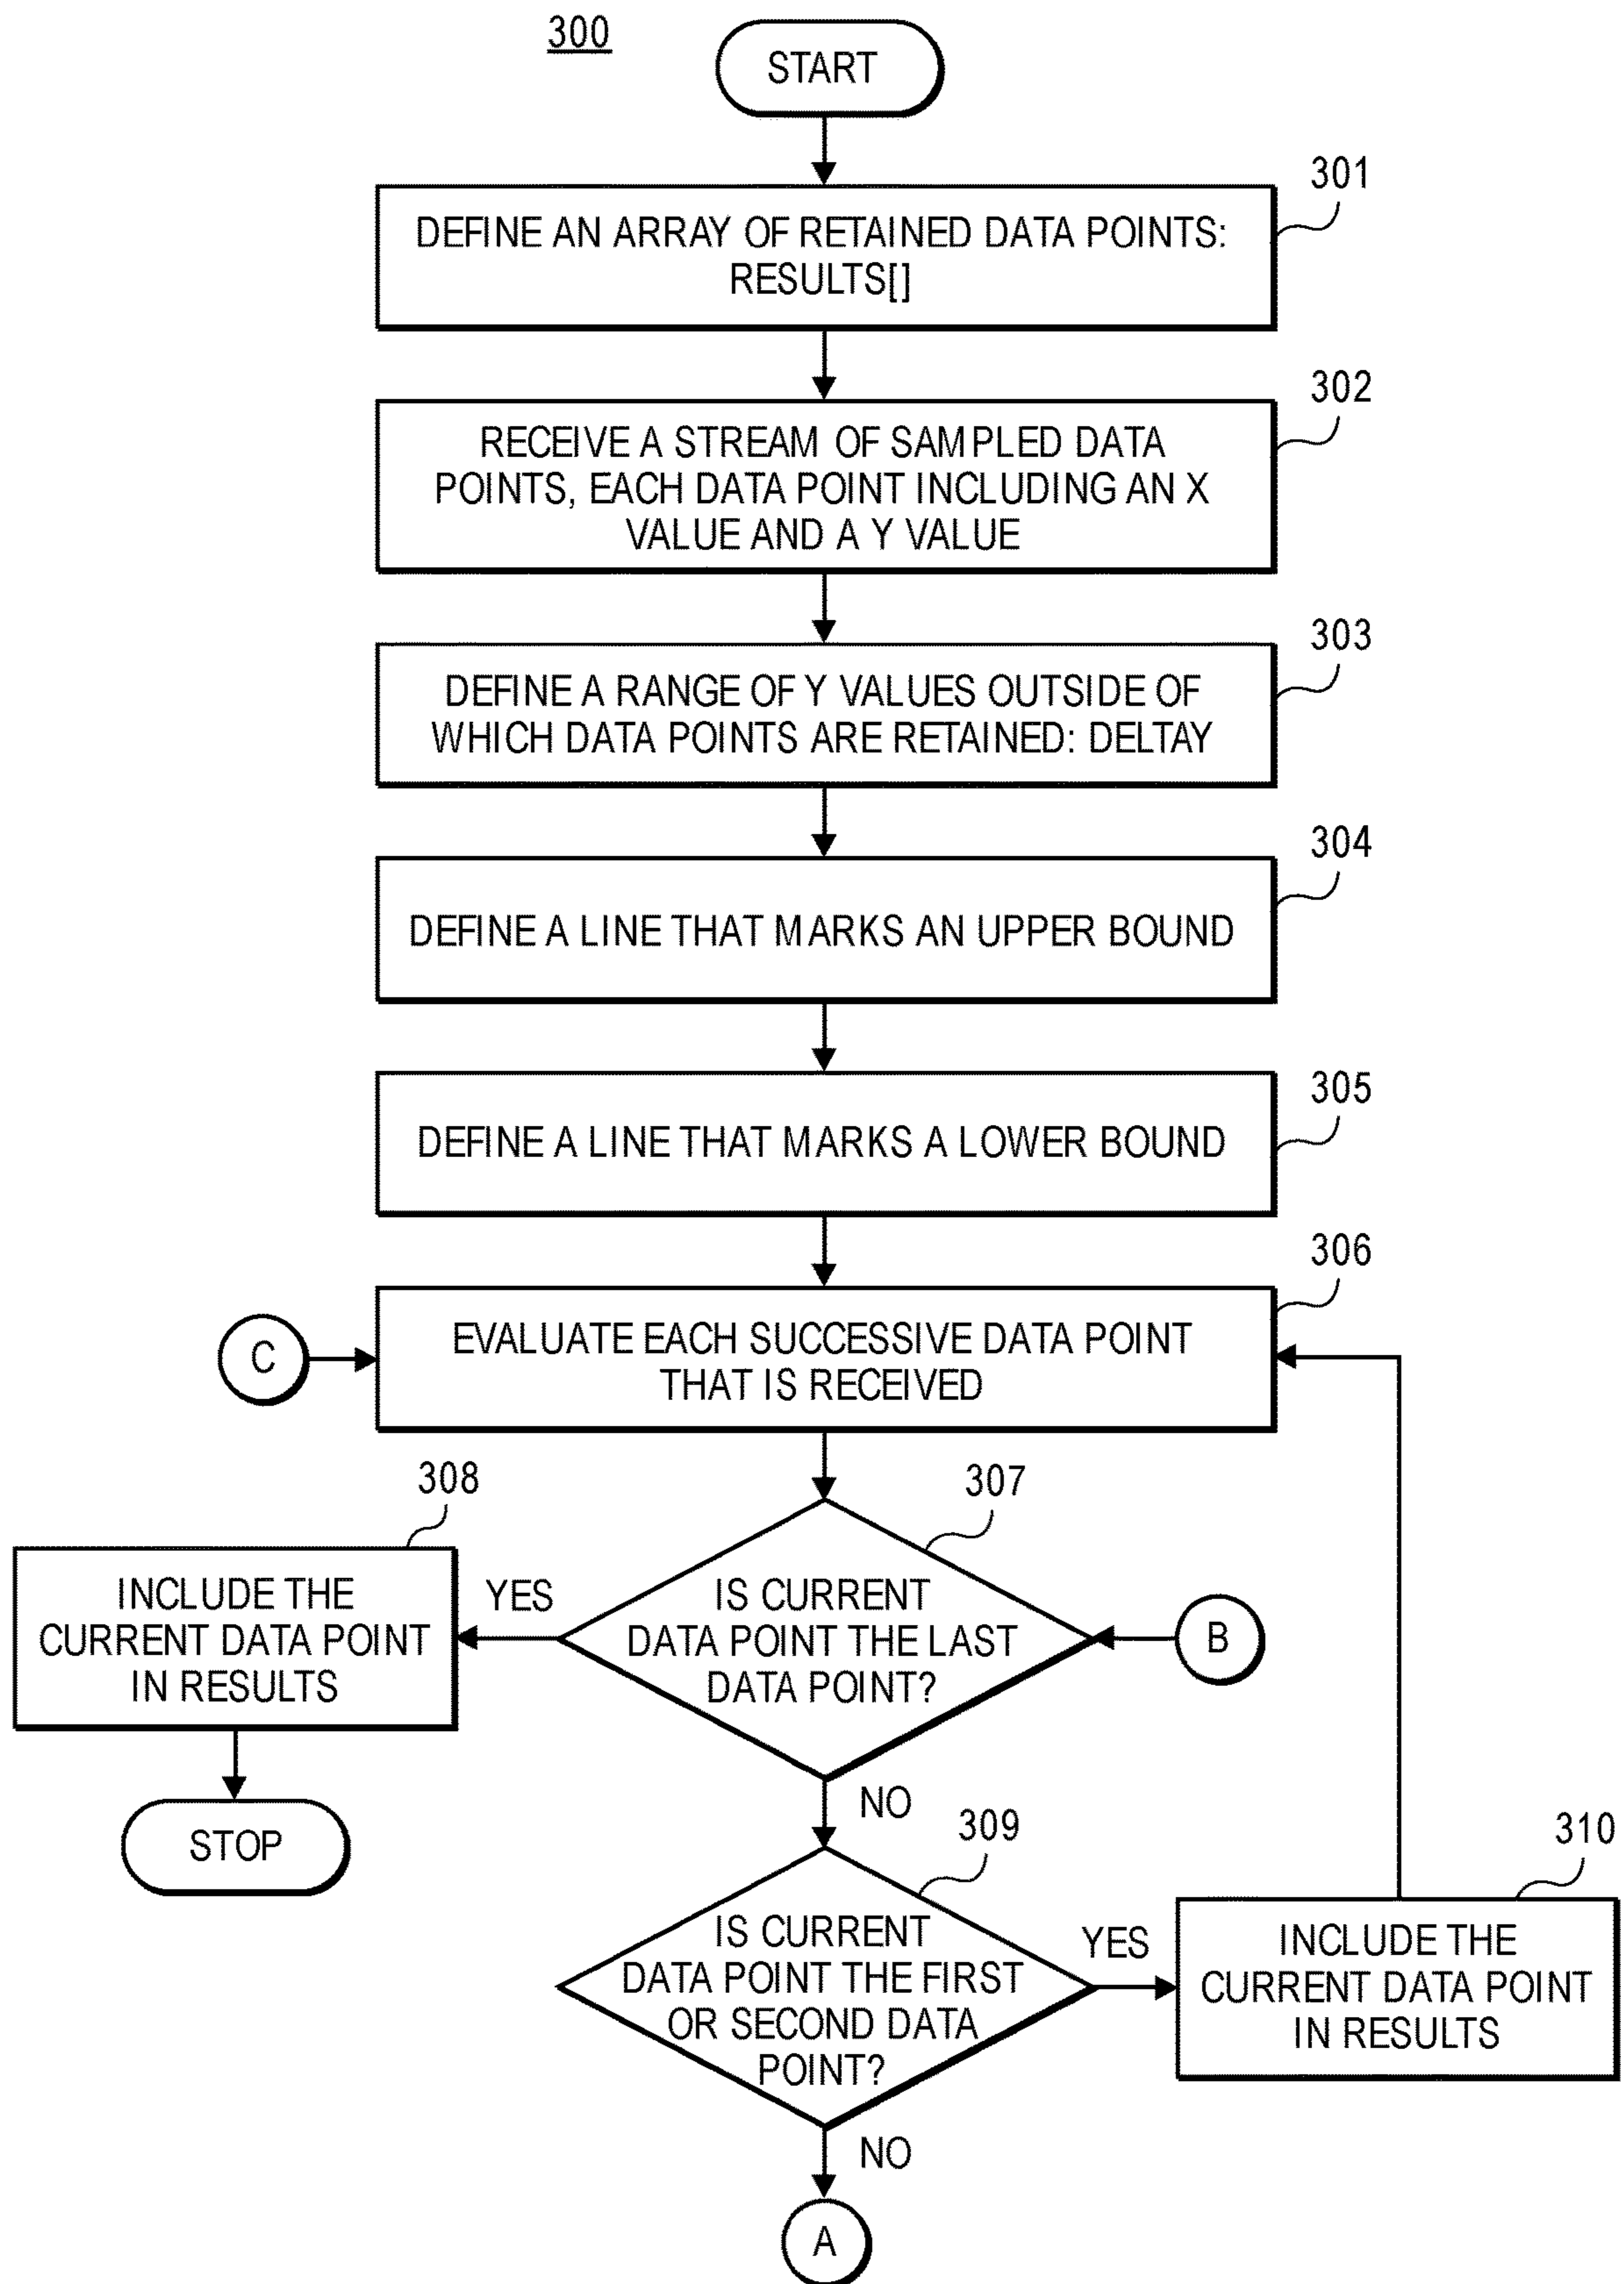 300
START
301
DEFINE AN ARRAY OF RETAINED DATA POINTS:
RESULTS[]
302
RECEIVE A STREAM OF SAMPLED DATA
POINTS, EACH DATA POINT INCLUDING AN X
VALUE AND A Y VALUE
303
DEFINE A RANGE OF Y VALUES OUTSIDE OF
WHICH DATA POINTS ARE RETAINED: DELTAY
304
DEFINE A LINE THAT MARKS AN UPPER BOUND
305
DEFINE A LINE THAT MARKS A LOWER BOUND
306
C
EVALUATE EACH SUCCESSIVE DATA POINT
THAT IS RECEIVED
307
308
INCLUDE THE
CURRENT DATA POINT
IN RESULTS
YES
IS CURRENT
DATA POINT THE LAST
DATA POINT?
B
NO
STOP
309
310
IS CURRENT
DATA POINT THE FIRST
OR SECOND DATA
POINT?
YES
INCLUDE THE
CURRENT DATA POINT
IN RESULTS
NO
A